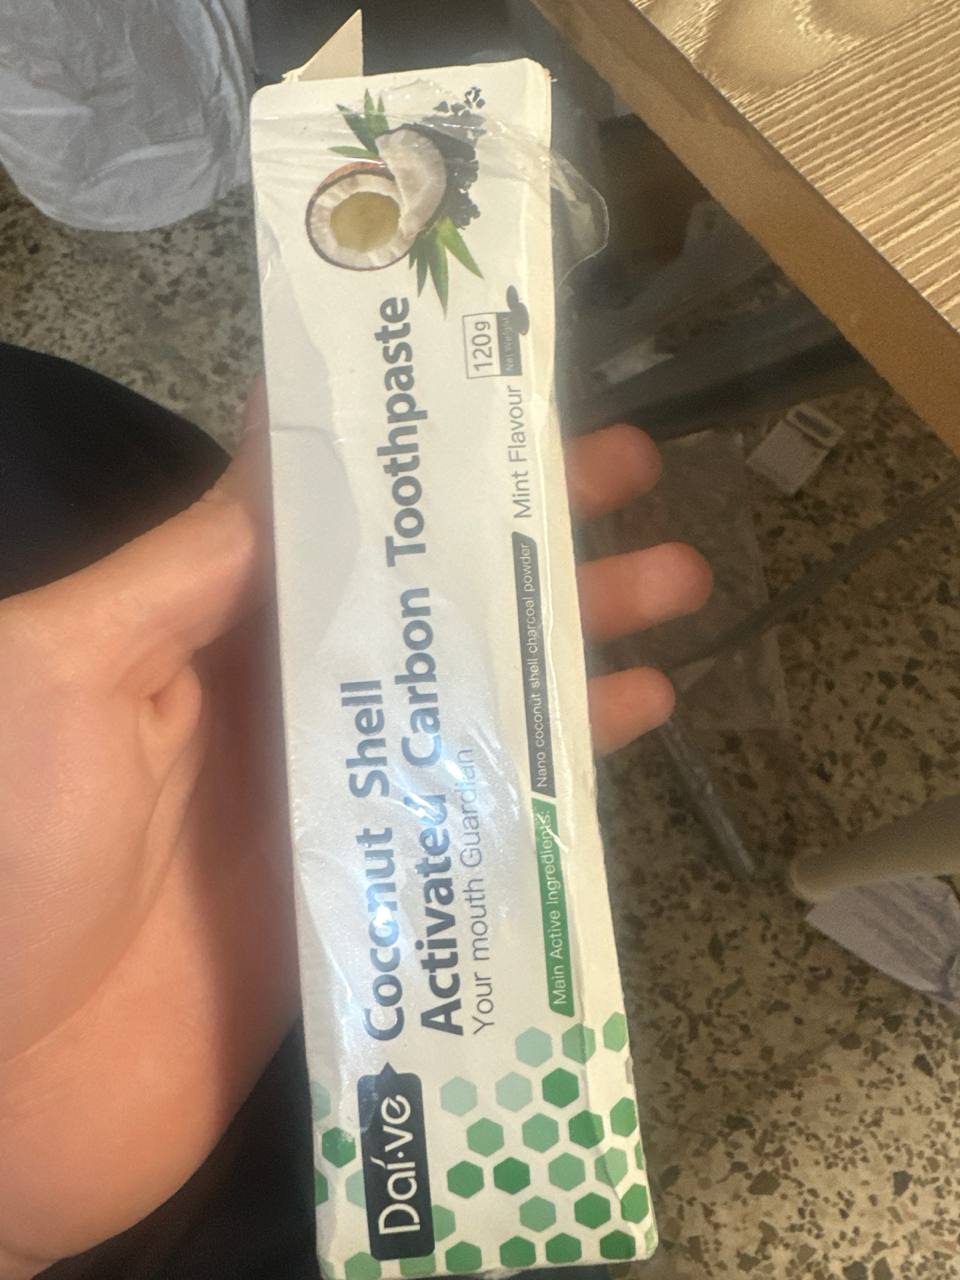 Daí·ve
Coconut Shell
Activated Carbon Toothpaste
Your mouth Guardian
Main Active Ingredients:
Nano coconut shell charcoal powder
Mint Flavour
120g
Net Weight